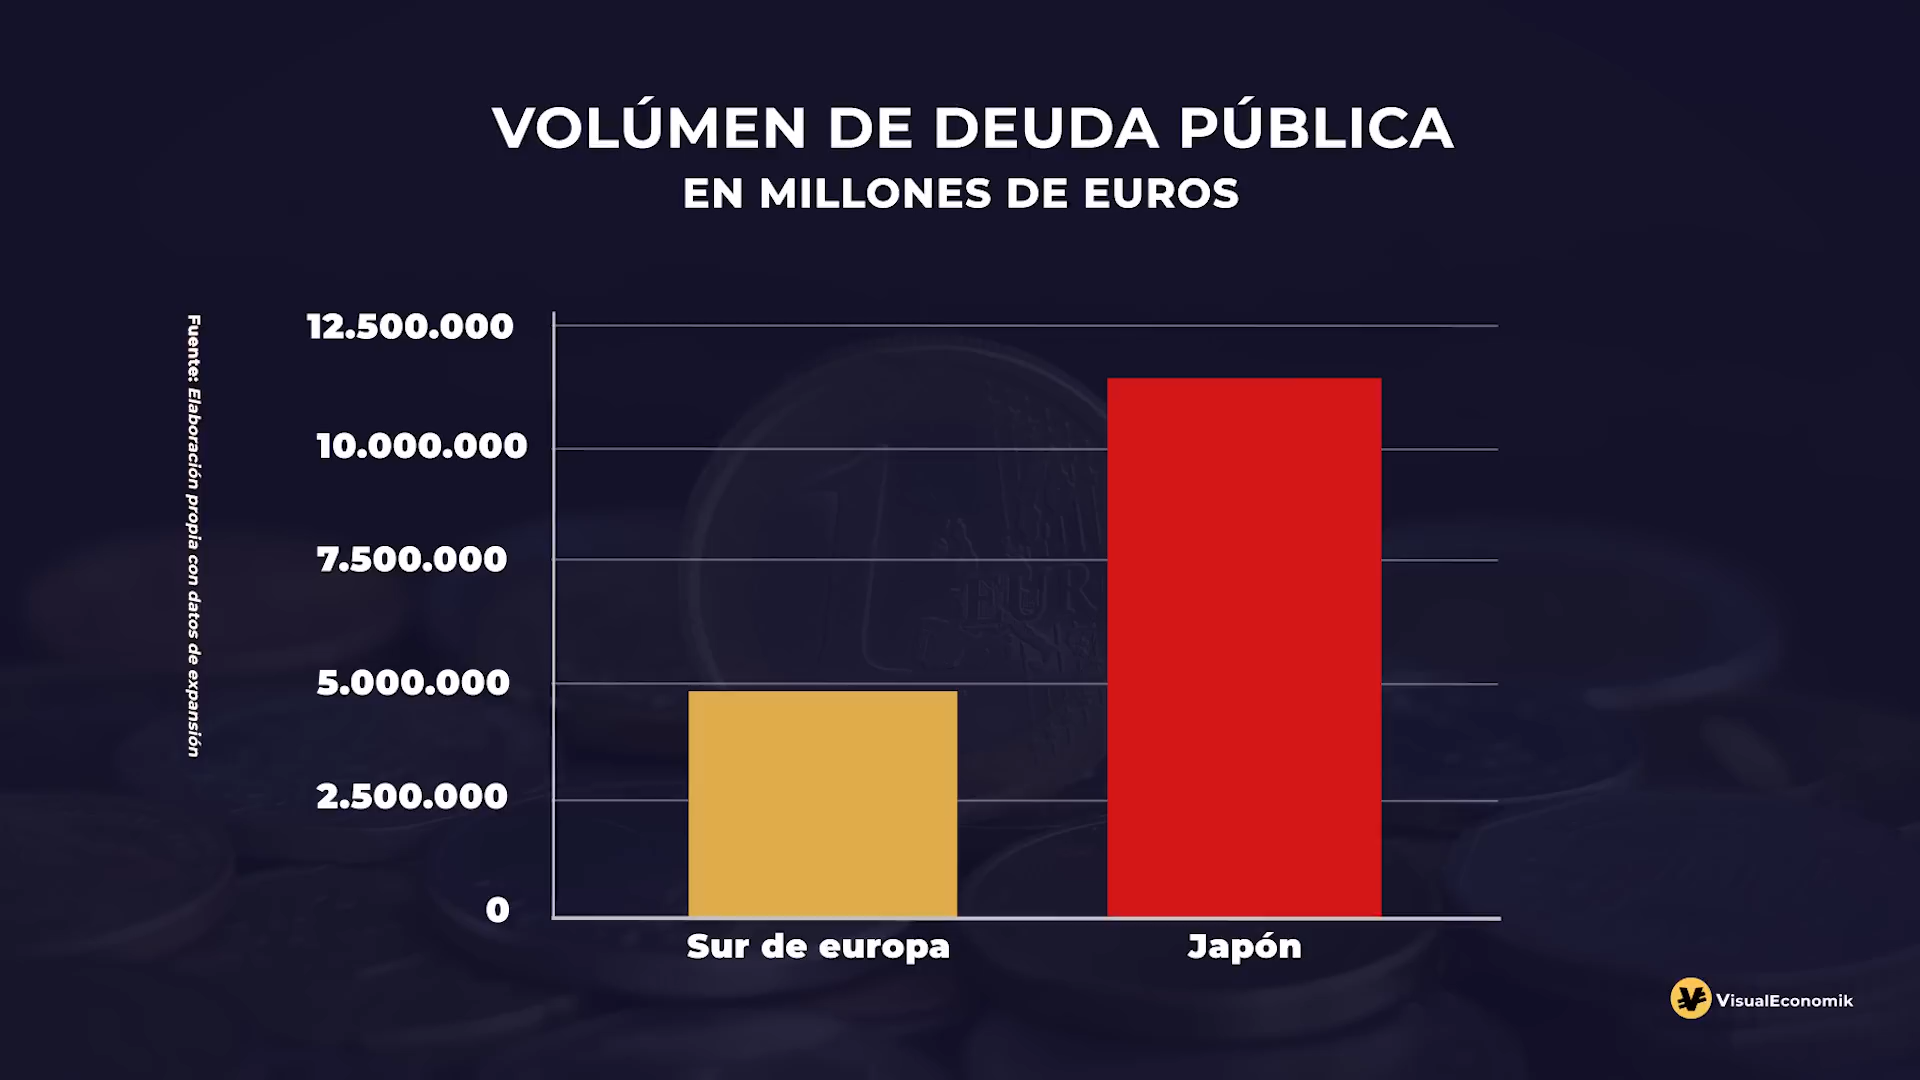 VOLÚMEN DE DEUDA PÚBLICA
EN MILLONES DE EUROS
Fuente: Elaboración propia con datos de expansión
12.500.000
10.000.000
7.500.000
5.000.000
2.500.000
0
Sur de europa
Japón
VisualEconomik